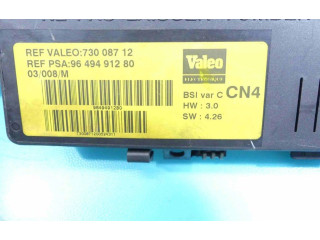 REF VALEO:730 087 12
REF PSA:96 494 912 80
03/008/M
9649491280
Valeo
BSI var C CN4
HW : 3.0
SW : 4.26